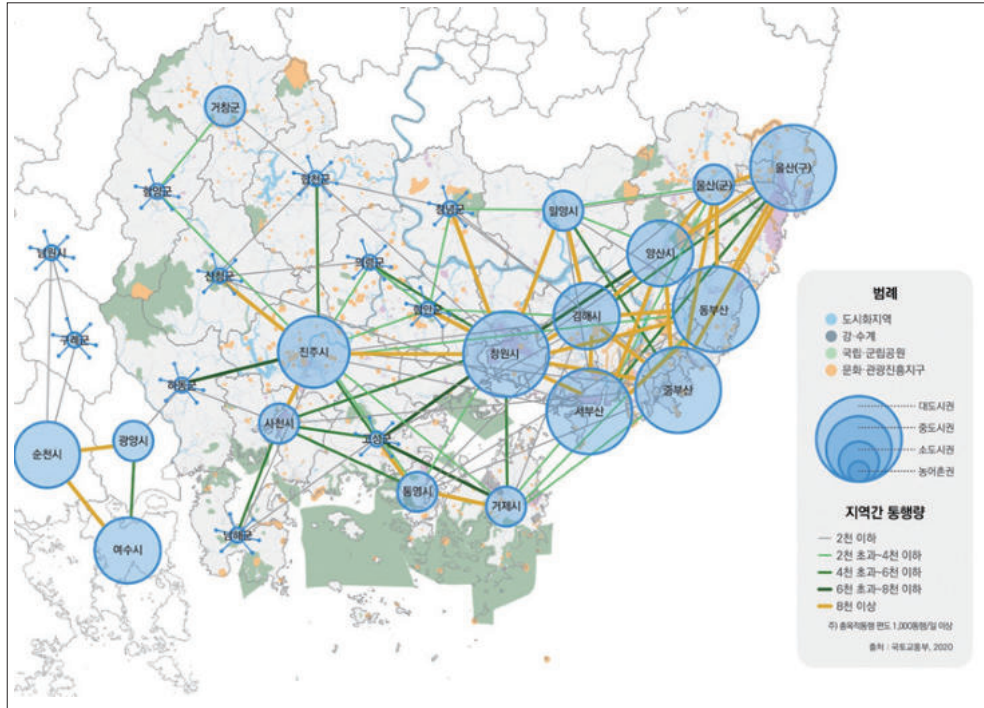 거창군
함양군
합천군
창녕군
밀양시
울산(군)
울산(구)
남원시
산청군
의령군
함안군
양산시
김해시
동부산
구례군
진주시
창원시
중부산
하동군
서부산
사천시
고성군
순천시
광양시
통영시
거제시
여수시
남해군
범례
도시화지역
강·수계
국립·군립공원
문화·관광진흥지구
대도시권
중도시권
소도시권
농어촌권
지역간 통행량
2천 이하
2천 초과~4천 이하
4천 초과~6천 이하
6천 초과~8천 이하
8천 이상
주) 총목적통행 편도 1,000통행/일 이상
출처 : 국토교통부, 2020